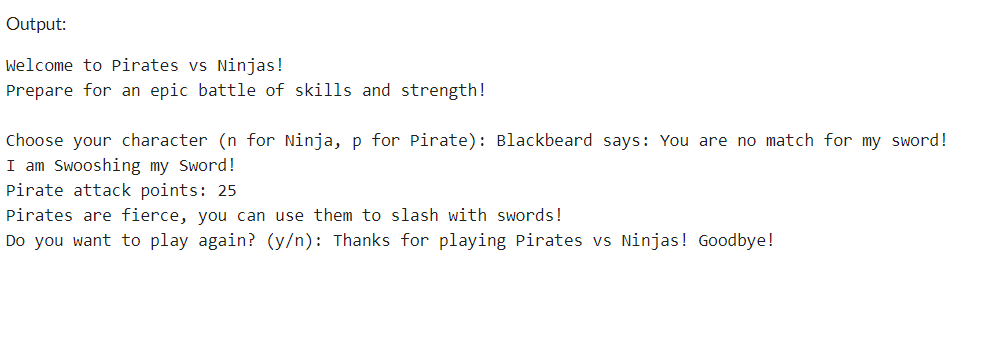 Output:
Welcome to Pirates vs Ninjas!
Prepare for an epic battle of skills and strength!
Choose your character (n for Ninja, p for Pirate): Blackbeard says: You are no match for my sword!
I am Swooshing my Sword!
Pirate attack points: 25
Pirates are fierce, you can use them to slash with swords!
Do you want to play again? (y/n): Thanks for playing Pirates vs Ninjas! Goodbye!